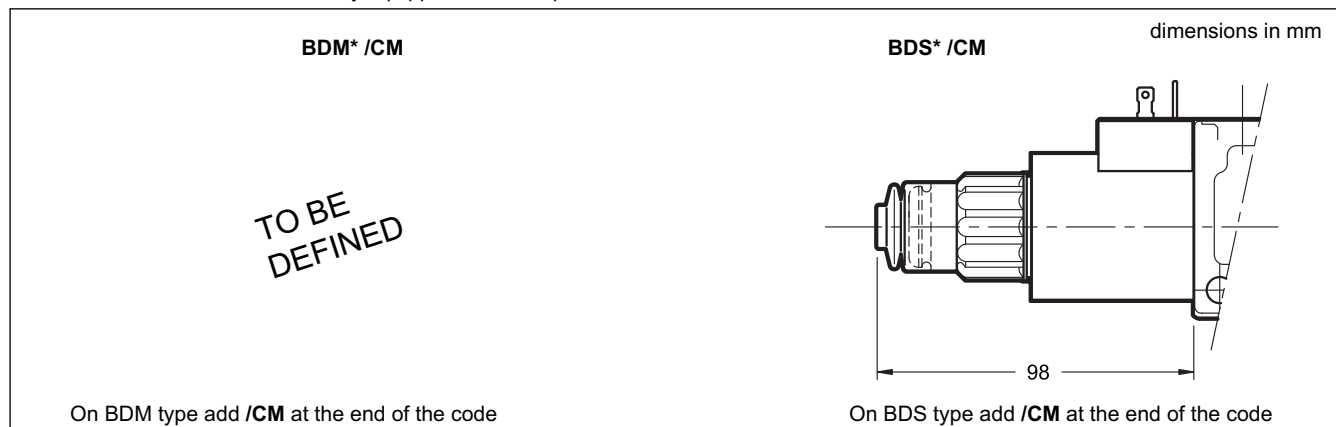 dimensions in mm
BDM* /CM
BDS* /CM
TO BE
DEFINED
98
On BDM type add /CM at the end of the code
On BDS type add /CM at the end of the code